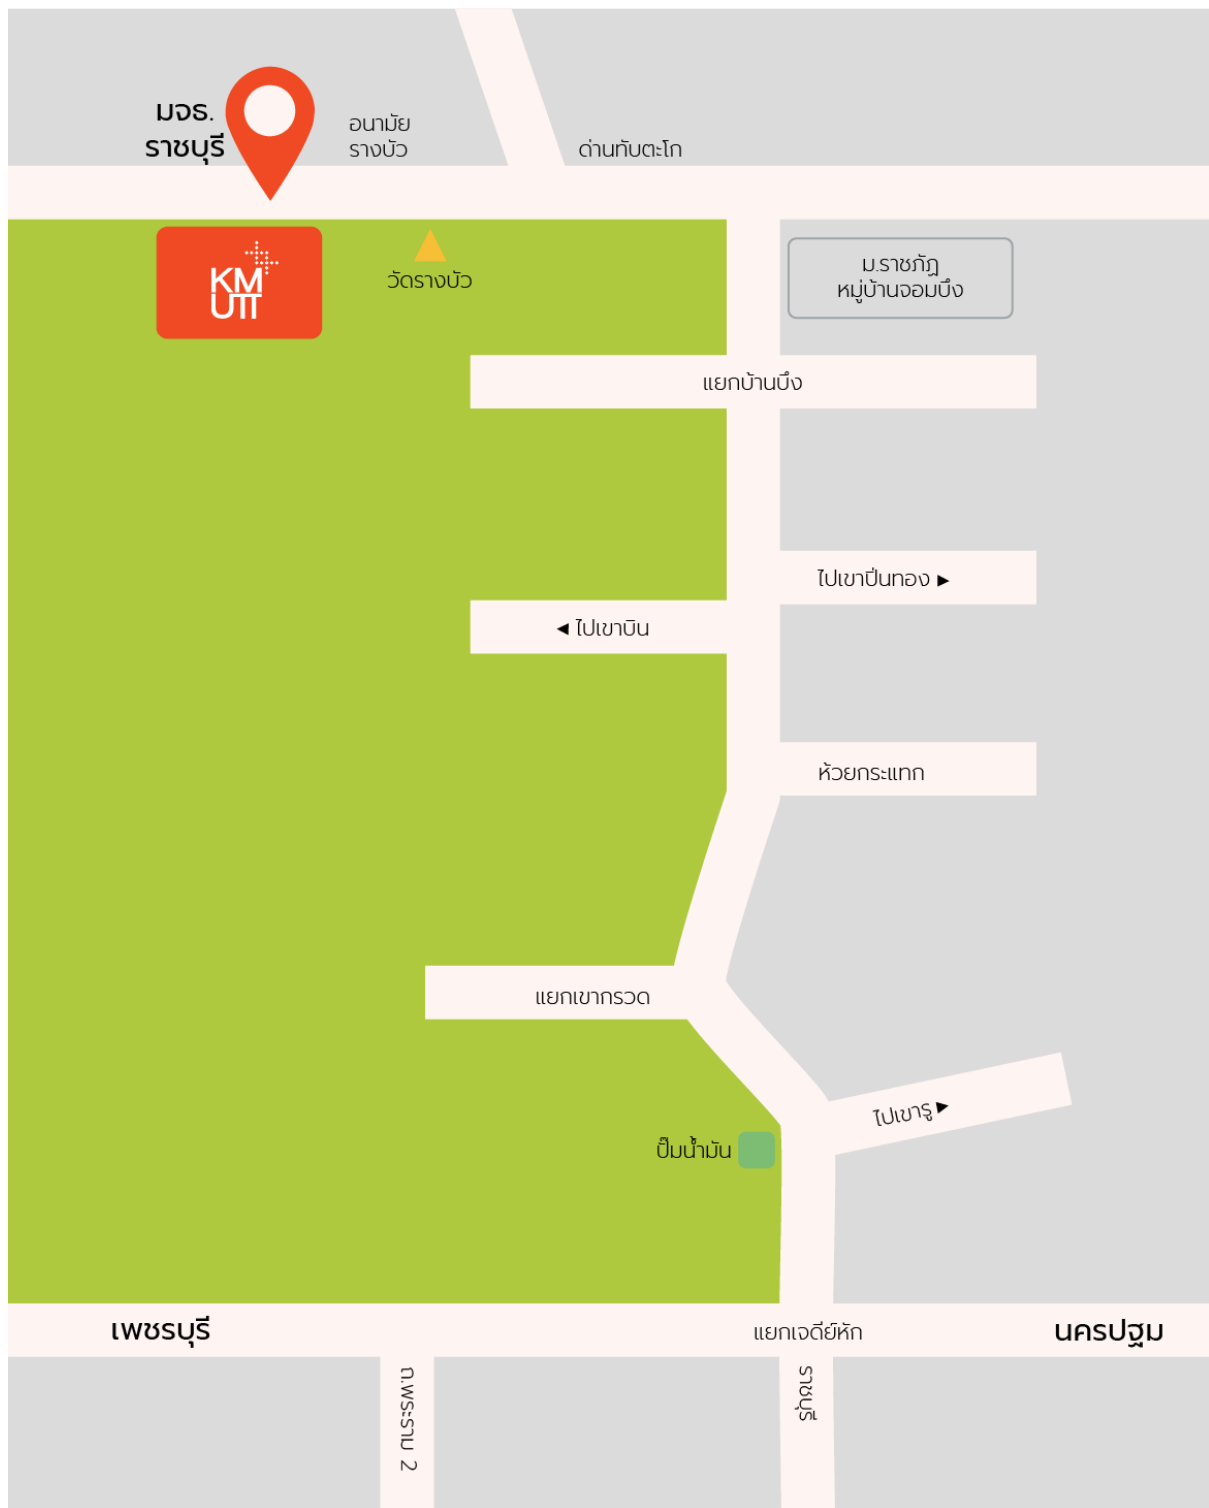 มจธ.
ราชบุรี
อนามัย
รางบัว
ด่านทับตะโก
KM
UTT
วัดรางบัว
ม.ราชภัฏ
หมู่บ้านจอมบึง
แยกบ้านบึง
ไปเขาปิ่นทอง ▶
◀ ไปเขาบิน
ห้วยกระแทก
แยกเขากรวด
ไปเขารู ▶
ปั๊มน้ำมัน
เพชรบุรี
แยกเจดีย์หัก
นครปฐม
ถ.พระราม 2
ราชบุรี